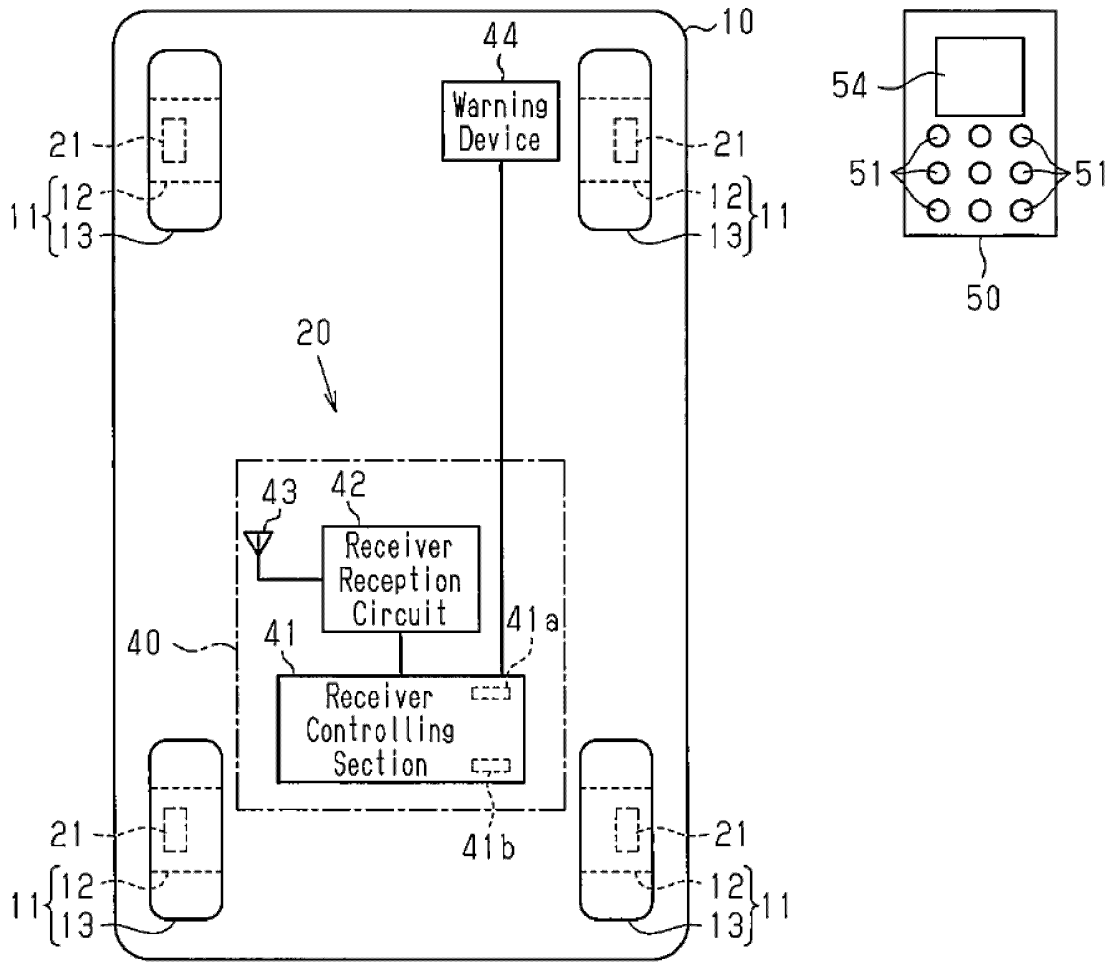 10
44
Warning
Device
54
21
21
51
51
12
12
11
11
13
13
50
20
43
42
Receiver
Reception
Circuit
41a
40
41
Receiver
Controlling
Section
21
41b
21
12
12
11
11
13
13